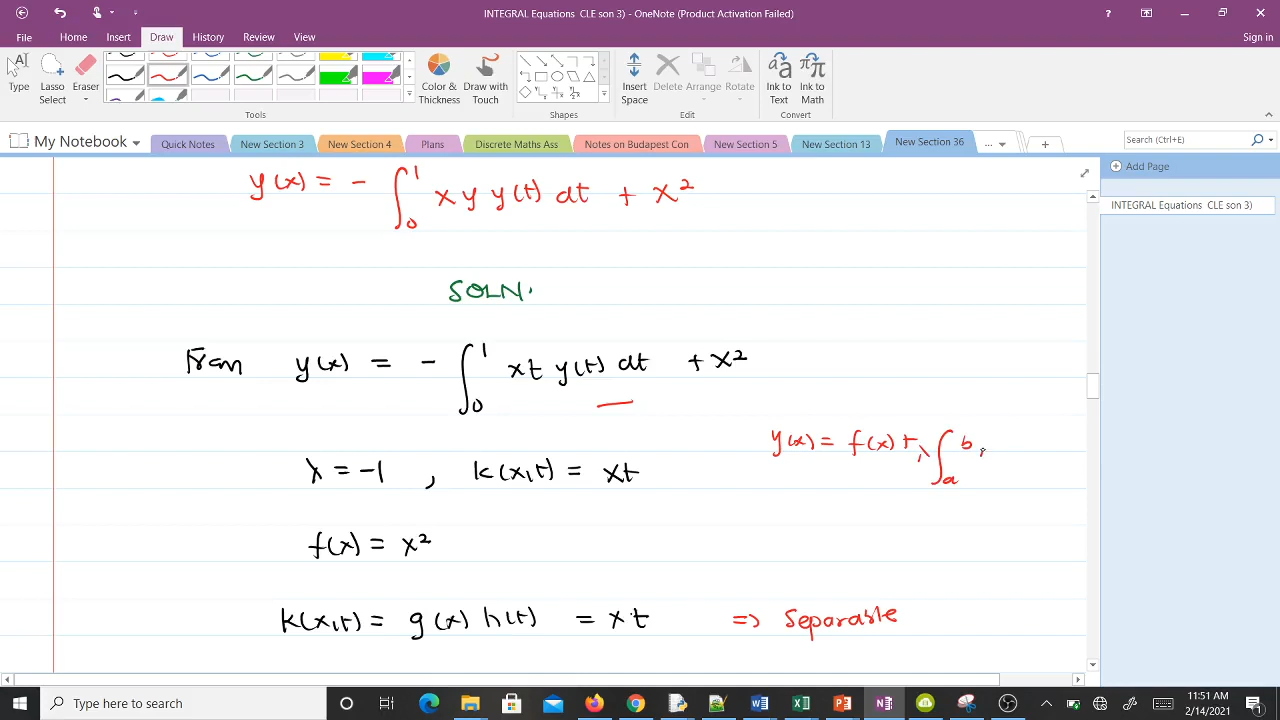 INTEGRAL Equations CLE son 3) - OneNote (Product Activation Failed)
File Home Insert Draw History Review View Sign in
Type Lasso Select Eraser Color & Thickness Draw with Touch Insert Space Delete Arrange Rotate Ink to Text Ink to Math
Tools Shapes Edit Convert
My Notebook Quick Notes New Section 3 New Section 4 Plans Discrete Maths Ass Notes on Budapest Con New Section 5 New Section 13 New Section 36 ... + Search (Ctrl+E)
Add Page
INTEGRAL Equations CLE son 3)
y(x) = - ∫₀¹ x y y(t) dt + x²
SOLN.
y(x) = - ∫₀¹ xt y(t) dt + x²
y(x) = f(x) + λ ∫ₐᵇ
λ = -1 , k(x,t) = xt
f(x) = x²
k(x,t) = g(x) h(t) = x·t => Separable
Type here to search
11:51 AM
2/14/2021